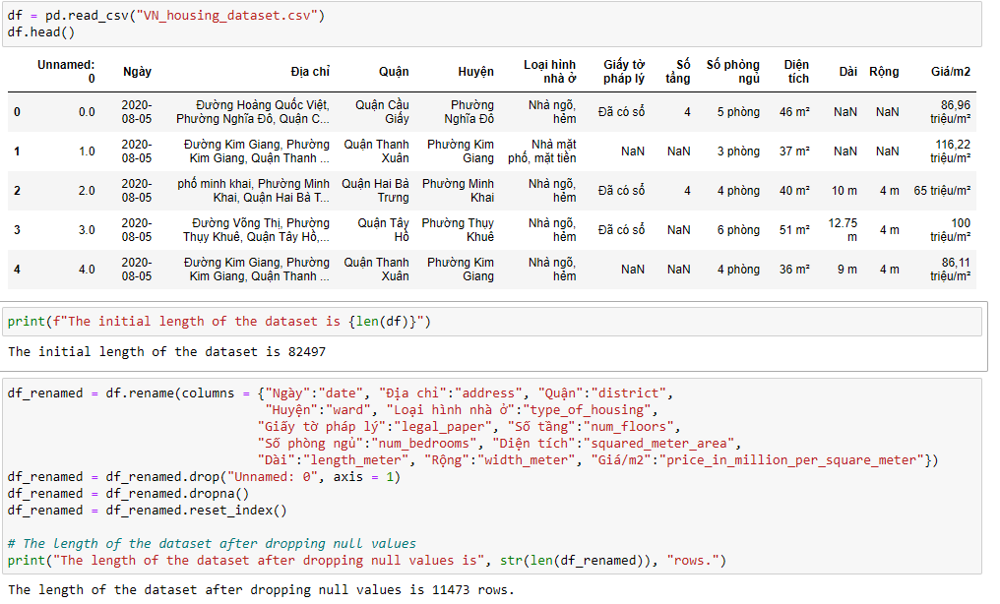 df = pd.read_csv("VN_housing_dataset.csv")
df.head()
Unnamed: 0 Ngày Địa chỉ Quận Huyện Loại hình nhà ở Giấy tờ pháp lý Số tầng Số phòng ngủ Diện tích Dài Rộng Giá/m2
0 0.0 2020-08-05 Đường Hoàng Quốc Việt, Phường Nghĩa Đô, Quận C... Quận Cầu Giấy Phường Nghĩa Đô Nhà ngõ, hẻm Đã có sổ 4 5 phòng 46 m² NaN NaN 86,96 triệu/m²
1 1.0 2020-08-05 Đường Kim Giang, Phường Kim Giang, Quận Thanh ... Quận Thanh Xuân Phường Kim Giang Nhà mặt phố, mặt tiền NaN NaN 3 phòng 37 m² NaN NaN 116,22 triệu/m²
2 2.0 2020-08-05 phố minh khai, Phường Minh Khai, Quận Hai Bà T... Quận Hai Bà Trưng Phường Minh Khai Nhà ngõ, hẻm Đã có sổ 4 4 phòng 40 m² 10 m 4 m 65 triệu/m²
3 3.0 2020-08-05 Đường Võng Thị, Phường Thụy Khuê, Quận Tây Hồ,... Quận Tây Hồ Phường Thụy Khuê Nhà ngõ, hẻm Đã có sổ NaN 6 phòng 51 m² 12.75 m 4 m 100 triệu/m²
4 4.0 2020-08-05 Đường Kim Giang, Phường Kim Giang, Quận Thanh ... Quận Thanh Xuân Phường Kim Giang Nhà ngõ, hẻm NaN NaN 4 phòng 36 m² 9 m 4 m 86,11 triệu/m²
print(f"The initial length of the dataset is {len(df)}")
The initial length of the dataset is 82497
df_renamed = df.rename(columns = {"Ngày":"date", "Địa chỉ":"address", "Quận":"district",
"Huyện":"ward", "Loại hình nhà ở":"type_of_housing",
"Giấy tờ pháp lý":"legal_paper", "Số tầng":"num_floors",
"Số phòng ngủ":"num_bedrooms", "Diện tích":"squared_meter_area",
"Dài":"length_meter", "Rộng":"width_meter", "Giá/m2":"price_in_million_per_square_meter"})
df_renamed = df_renamed.drop("Unnamed: 0", axis = 1)
df_renamed = df_renamed.dropna()
df_renamed = df_renamed.reset_index()
# The length of the dataset after dropping null values
print("The length of the dataset after dropping null values is", str(len(df_renamed)), "rows.")
The length of the dataset after dropping null values is 11473 rows.